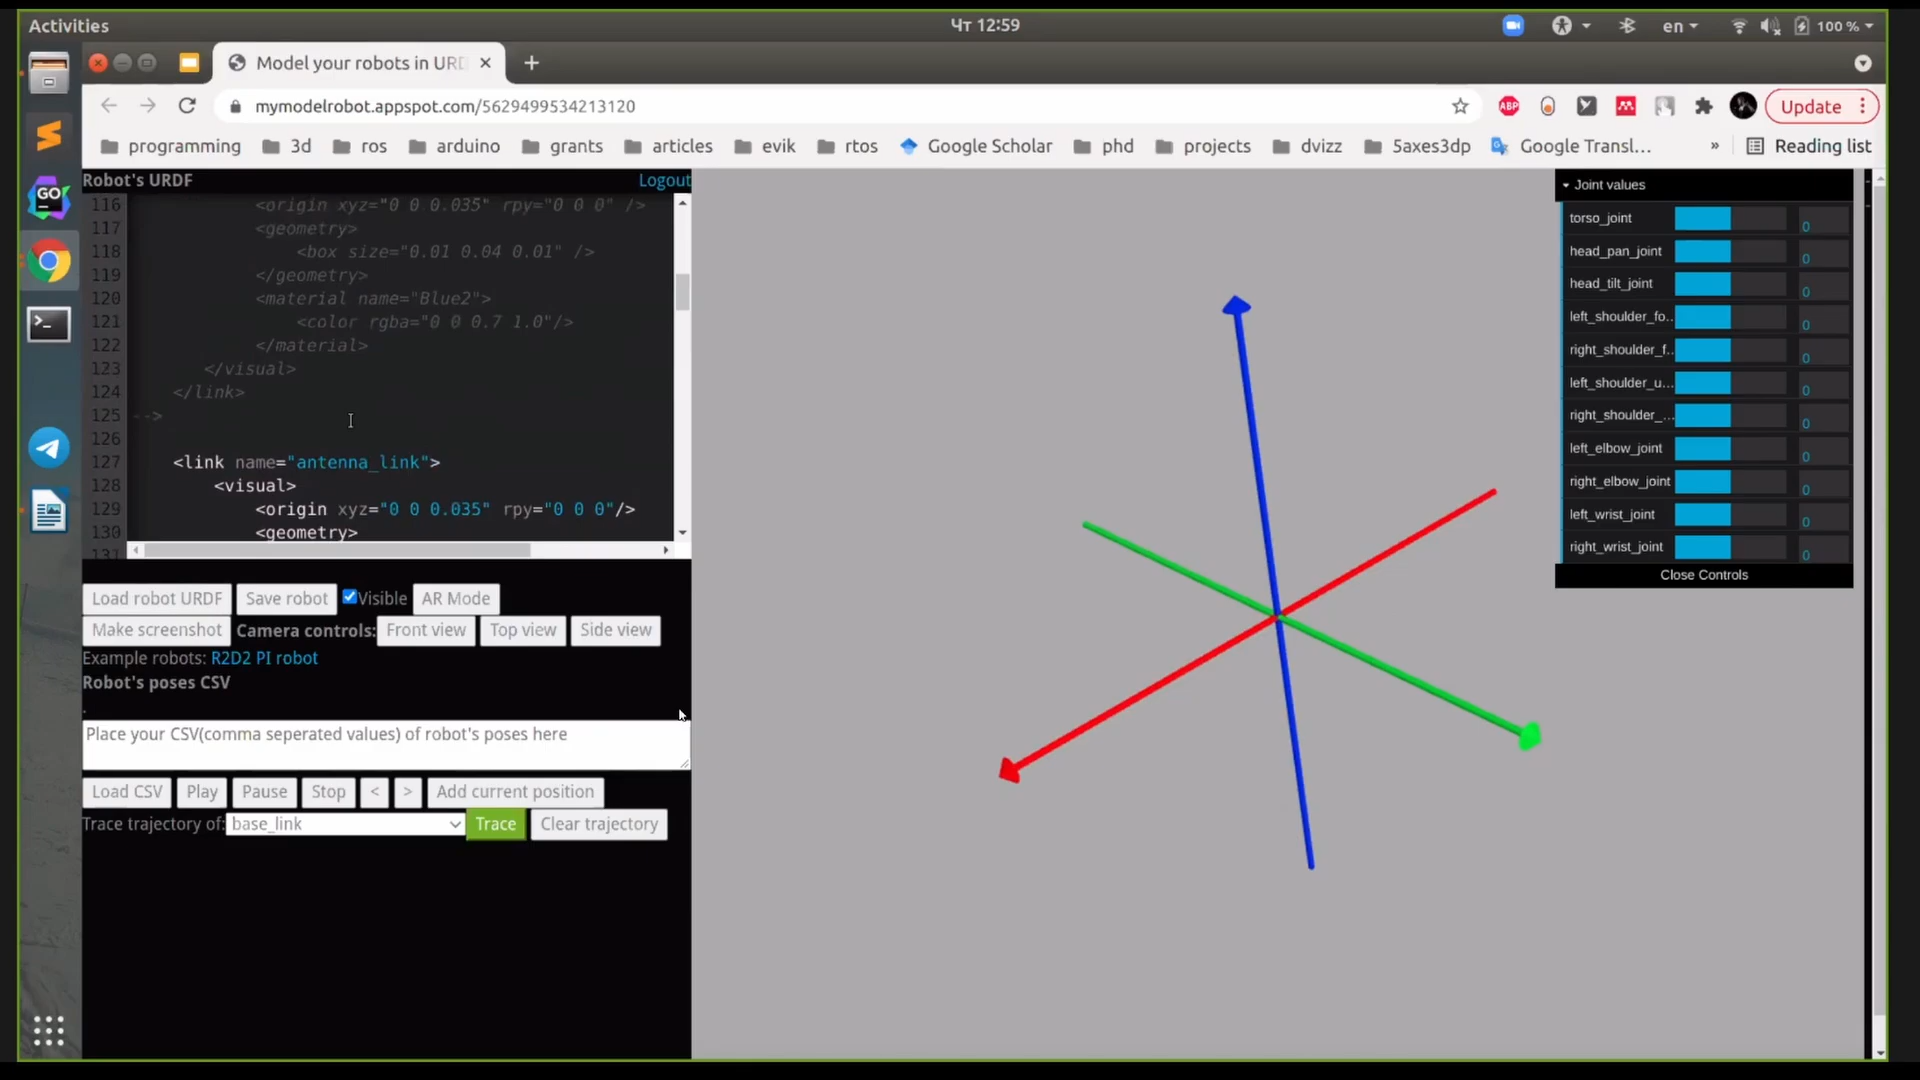 Activities
Чт 12:59
en
100 %
Model your robots in URD
mymodelrobot.appspot.com/5629499534213120
ABP
Update
programming
3d
ros
arduino
grants
articles
evik
rtos
Google Scholar
phd
projects
dvizz
5axes3dp
Google Transl...
»
Reading list
GO
Robot's URDF
Logout
116 <origin xyz="0 0 0.035" rpy="0 0 0" />
117 <geometry>
118 <box size="0.01 0.04 0.01" />
119 </geometry>
120 <material name="Blue2">
121 <color rgba="0 0 0.7 1.0"/>
122 </material>
123 </visual>
124 </link>
125 -->
126
127 <link name="antenna_link">
128 <visual>
129 <origin xyz="0 0 0.035" rpy="0 0 0"/>
130 <geometry>
131
Load robot URDF
Save robot
Visible
AR Mode
Make screenshot
Camera controls:
Front view
Top view
Side view
Example robots: R2D2 PI robot
Robot's poses CSV
.
Place your CSV(comma seperated values) of robot's poses here
Load CSV
Play
Pause
Stop
<
>
Add current position
Trace trajectory of:
base_link
Trace
Clear trajectory
Joint values
torso_joint 0
head_pan_joint 0
head_tilt_joint 0
left_shoulder_fo.. 0
right_shoulder_f.. 0
left_shoulder_u... 0
right_shoulder_... 0
left_elbow_joint 0
right_elbow_joint 0
left_wrist_joint 0
right_wrist_joint 0
Close Controls